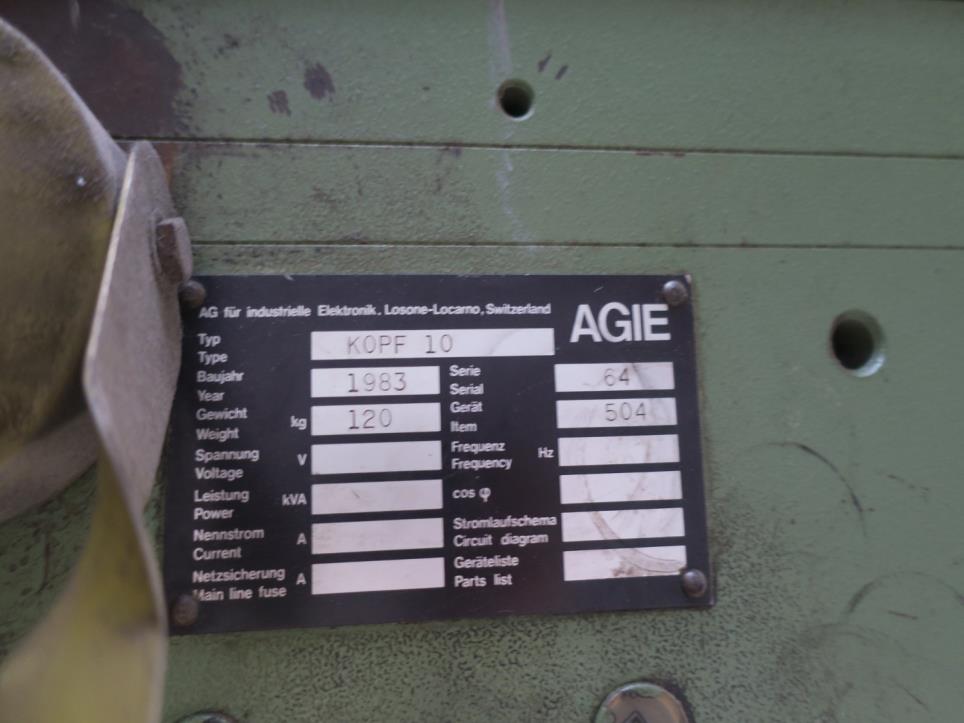 AG für industrielle Elektronik. Losone-Locarno, Switzerland
AGIE
Typ
Type
KOPF 10
Baujahr
Year
1983
Serie
Serial
64
Gewicht
Weight
kg
120
Gerät
Item
504
Spannung
Voltage
V
Frequenz
Frequency
Hz
Leistung
Power
kVA
cos φ
Nennstrom
Current
A
Stromlaufschema
Circuit diagram
Netzsicherung
Main line fuse
A
Geräteliste
Parts list